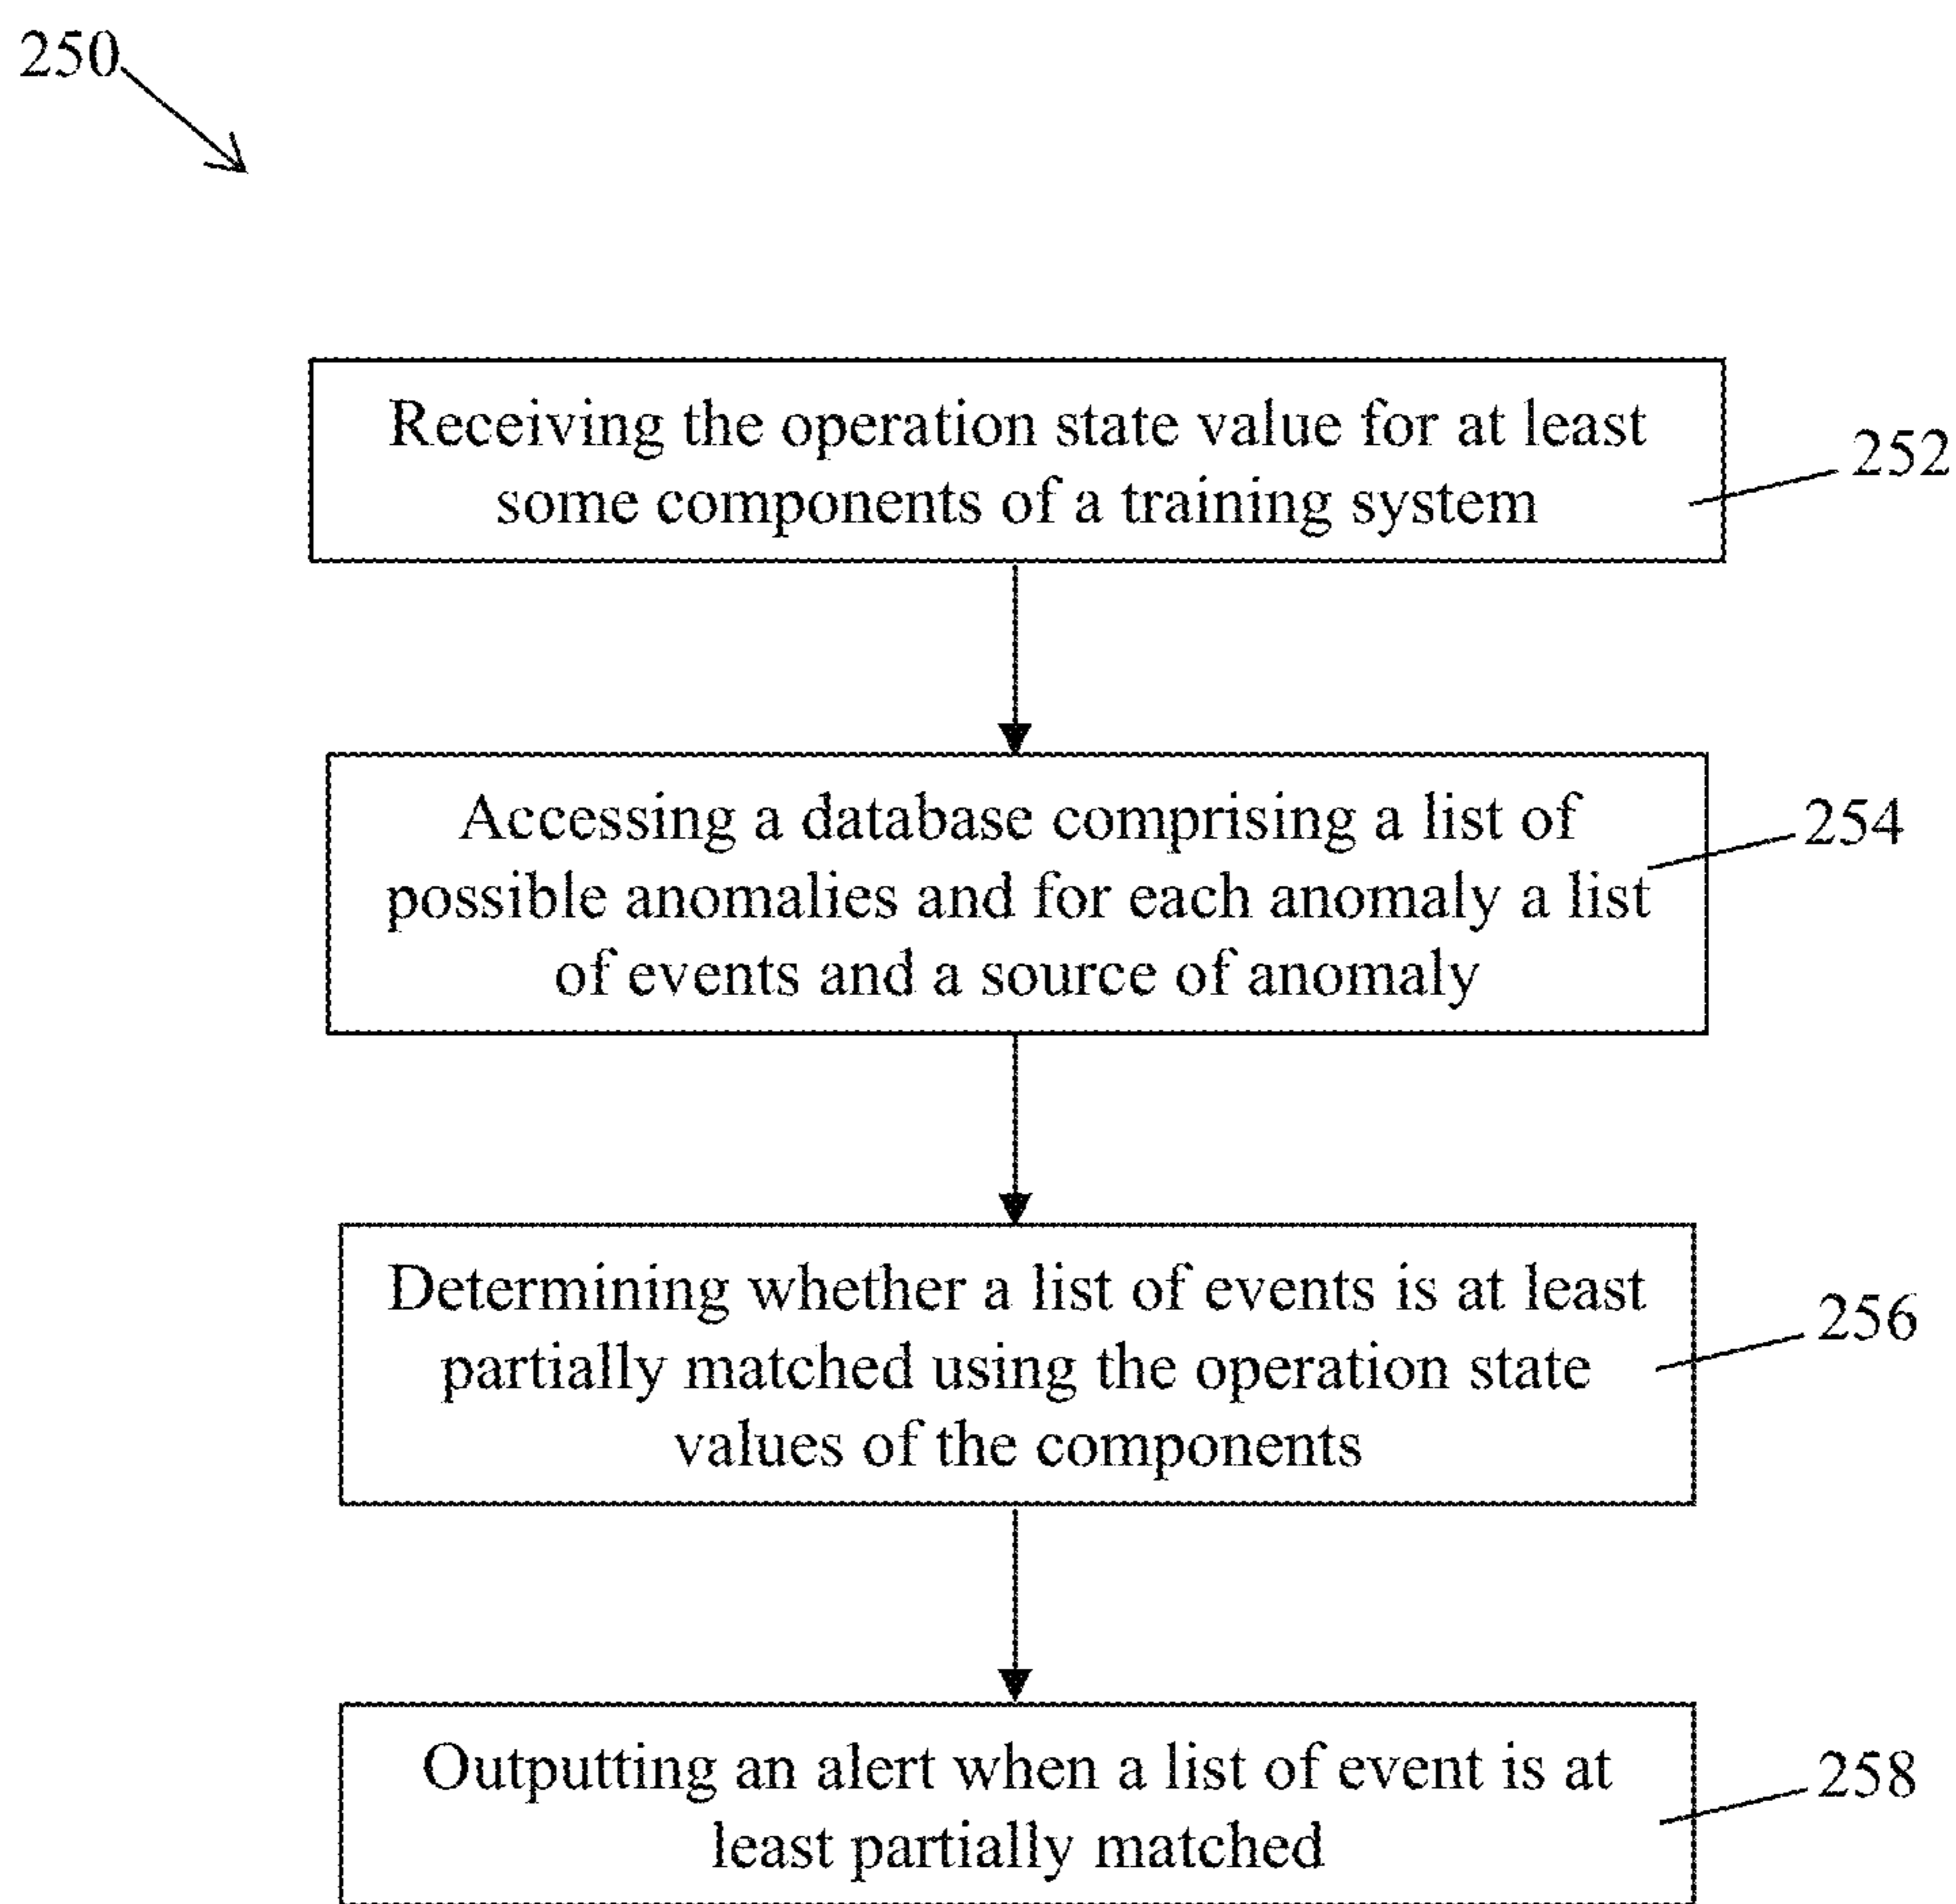 250
Receiving the operation state value for at least
some components of a training system
252
Accessing a database comprising a list of
possible anomalies and for each anomaly a list
of events and a source of anomaly
254
Determining whether a list of events is at least
partially matched using the operation state
values of the components
256
Outputting an alert when a list of event is at
least partially matched
258